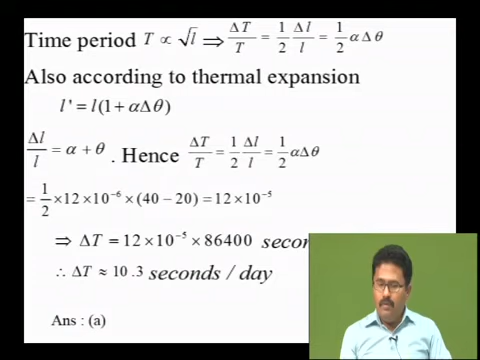 Time period T ∝ √l ⇒ ΔT/T = 1/2 Δl/l = 1/2 αΔθ
Also according to thermal expansion
l' = l(1 + αΔθ)
Δl/l = α + θ . Hence ΔT/T = 1/2 Δl/l = 1/2 αΔθ
= 1/2 × 12 × 10⁻⁶ × (40 − 20) = 12 × 10⁻⁵
⇒ ΔT = 12 × 10⁻⁵ × 86400
∴ ΔT ≈ 10 .3 seconds / day
Ans : (a)